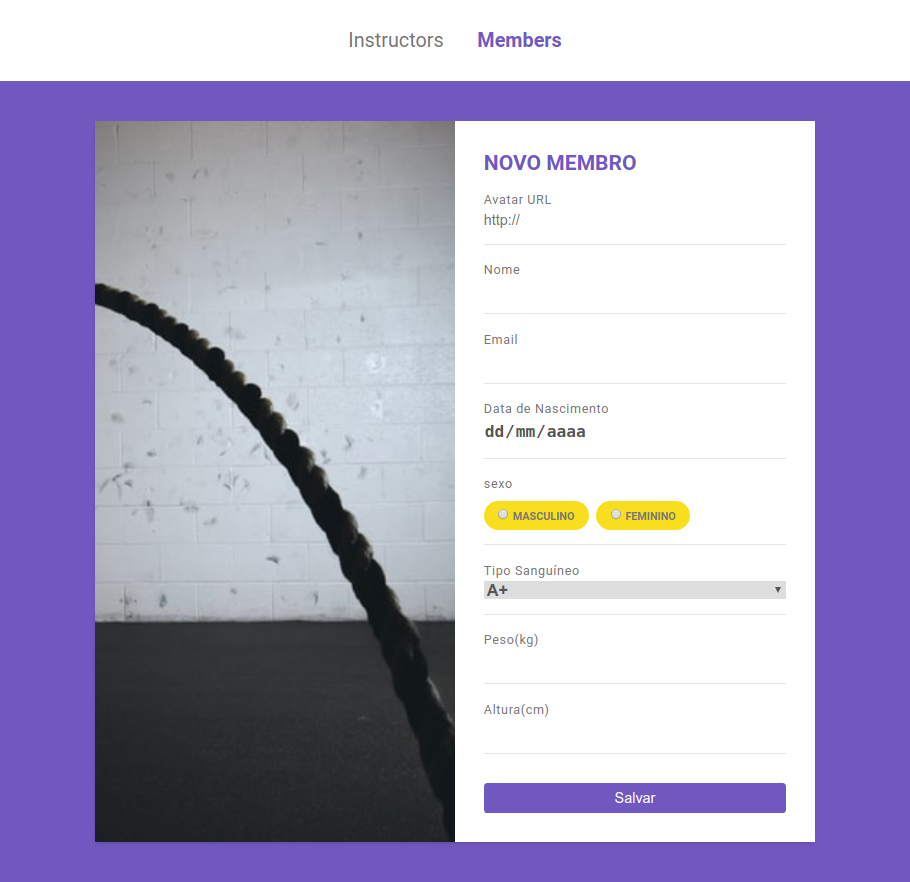 Instructors Members
NOVO MEMBRO
Avatar URL
http://
Nome
Email
Data de Nascimento
dd/mm/aaaa
sexo
MASCULINO FEMININO
Tipo Sanguíneo
A+
Peso(kg)
Altura(cm)
Salvar